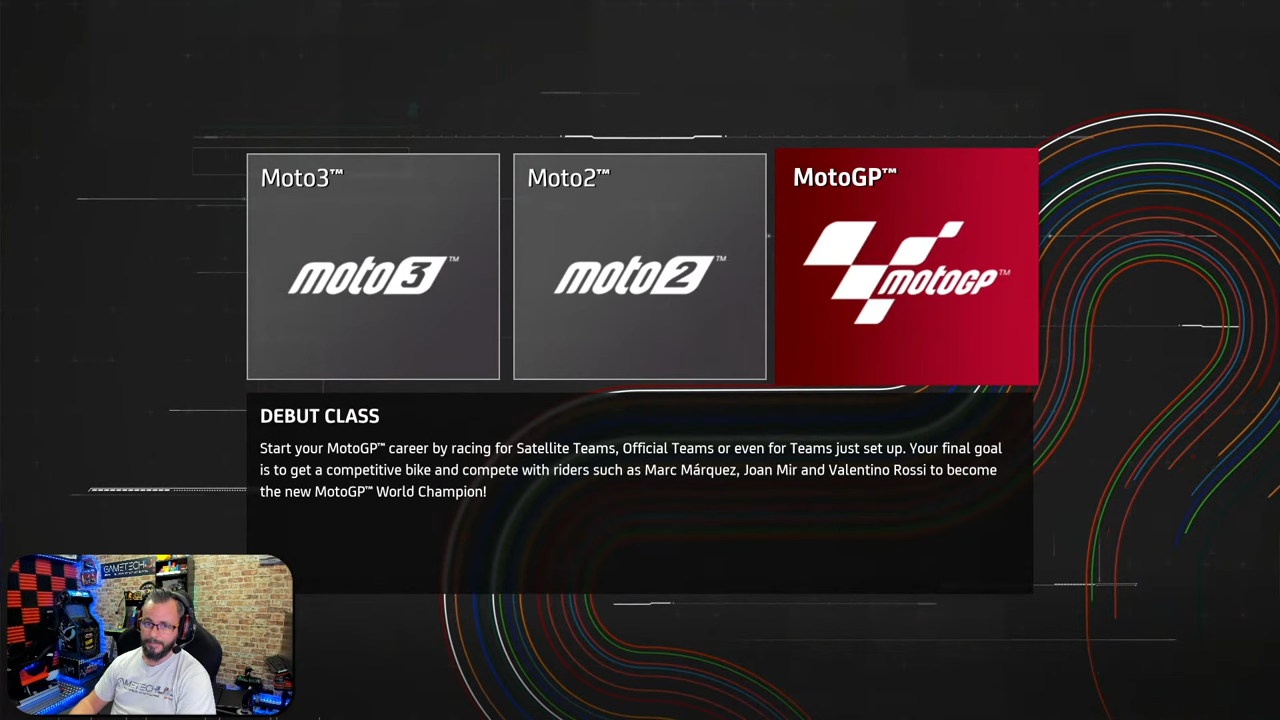 Moto3™
Moto2™
MotoGP™
moto3™
moto2™
motoGP™
DEBUT CLASS
Start your MotoGP™ career by racing for Satellite Teams, Official Teams or even for Teams just set up. Your final goal
is to get a competitive bike and compete with riders such as Marc Márquez, Joan Mir and Valentino Rossi to become
the new MotoGP™ World Champion!
GAMETECH
GAMETECH